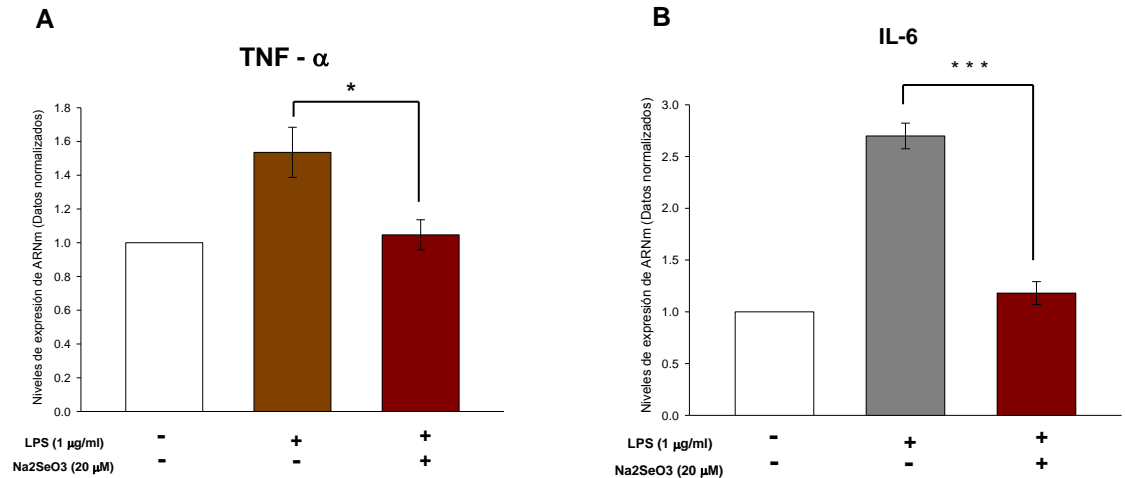 A
TNF - α
*
Niveles de expresión de ARNm (Datos normalizados)
1.8
1.6
1.4
1.2
1.0
0.8
0.6
0.4
0.2
0.0
LPS (1 µg/ml) - + +
Na2SeO3 (20 µM) - - +
B
IL-6
* * *
Niveles de expresión de ARNm (Datos normalizados)
3.0
2.5
2.0
1.5
1.0
0.5
0.0
LPS (1 µg/ml) - + +
Na2SeO3 (20 µM) - - +